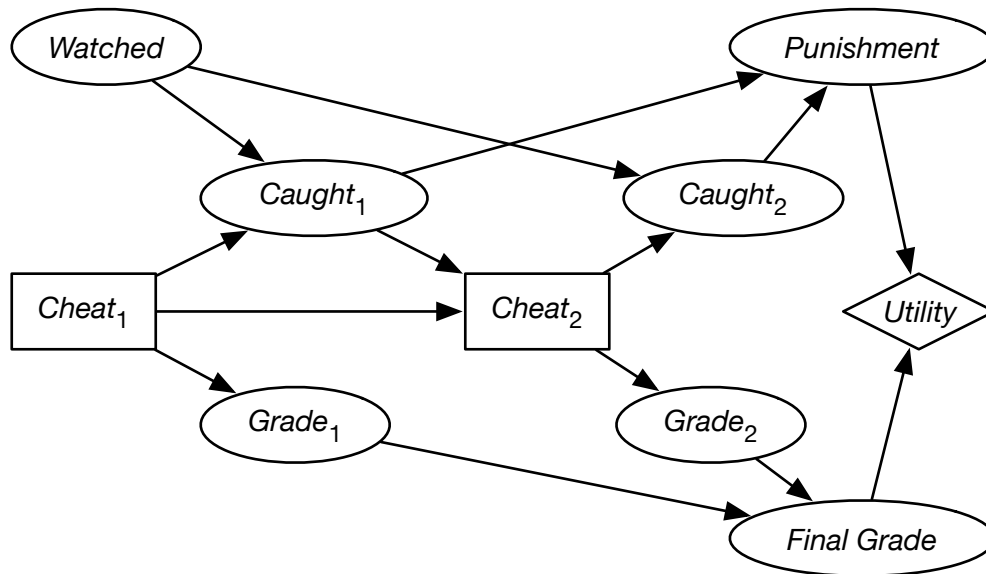 Watched
Punishment
Caught₁
Caught₂
Cheat₁
Cheat₂
Utility
Grade₁
Grade₂
Final Grade